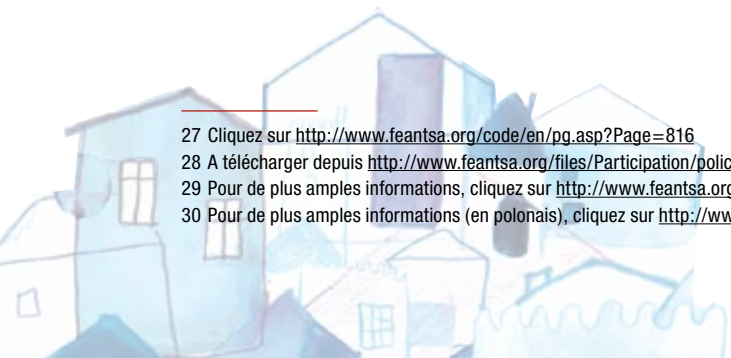 27 Cliquez sur http://www.feantsa.org/code/en/pg.asp?Page=816
28 A télécharger depuis http://www.feantsa.org/files/Participation/polic
29 Pour de plus amples informations, cliquez sur http://www.feantsa.org
30 Pour de plus amples informations (en polonais), cliquez sur http://ww